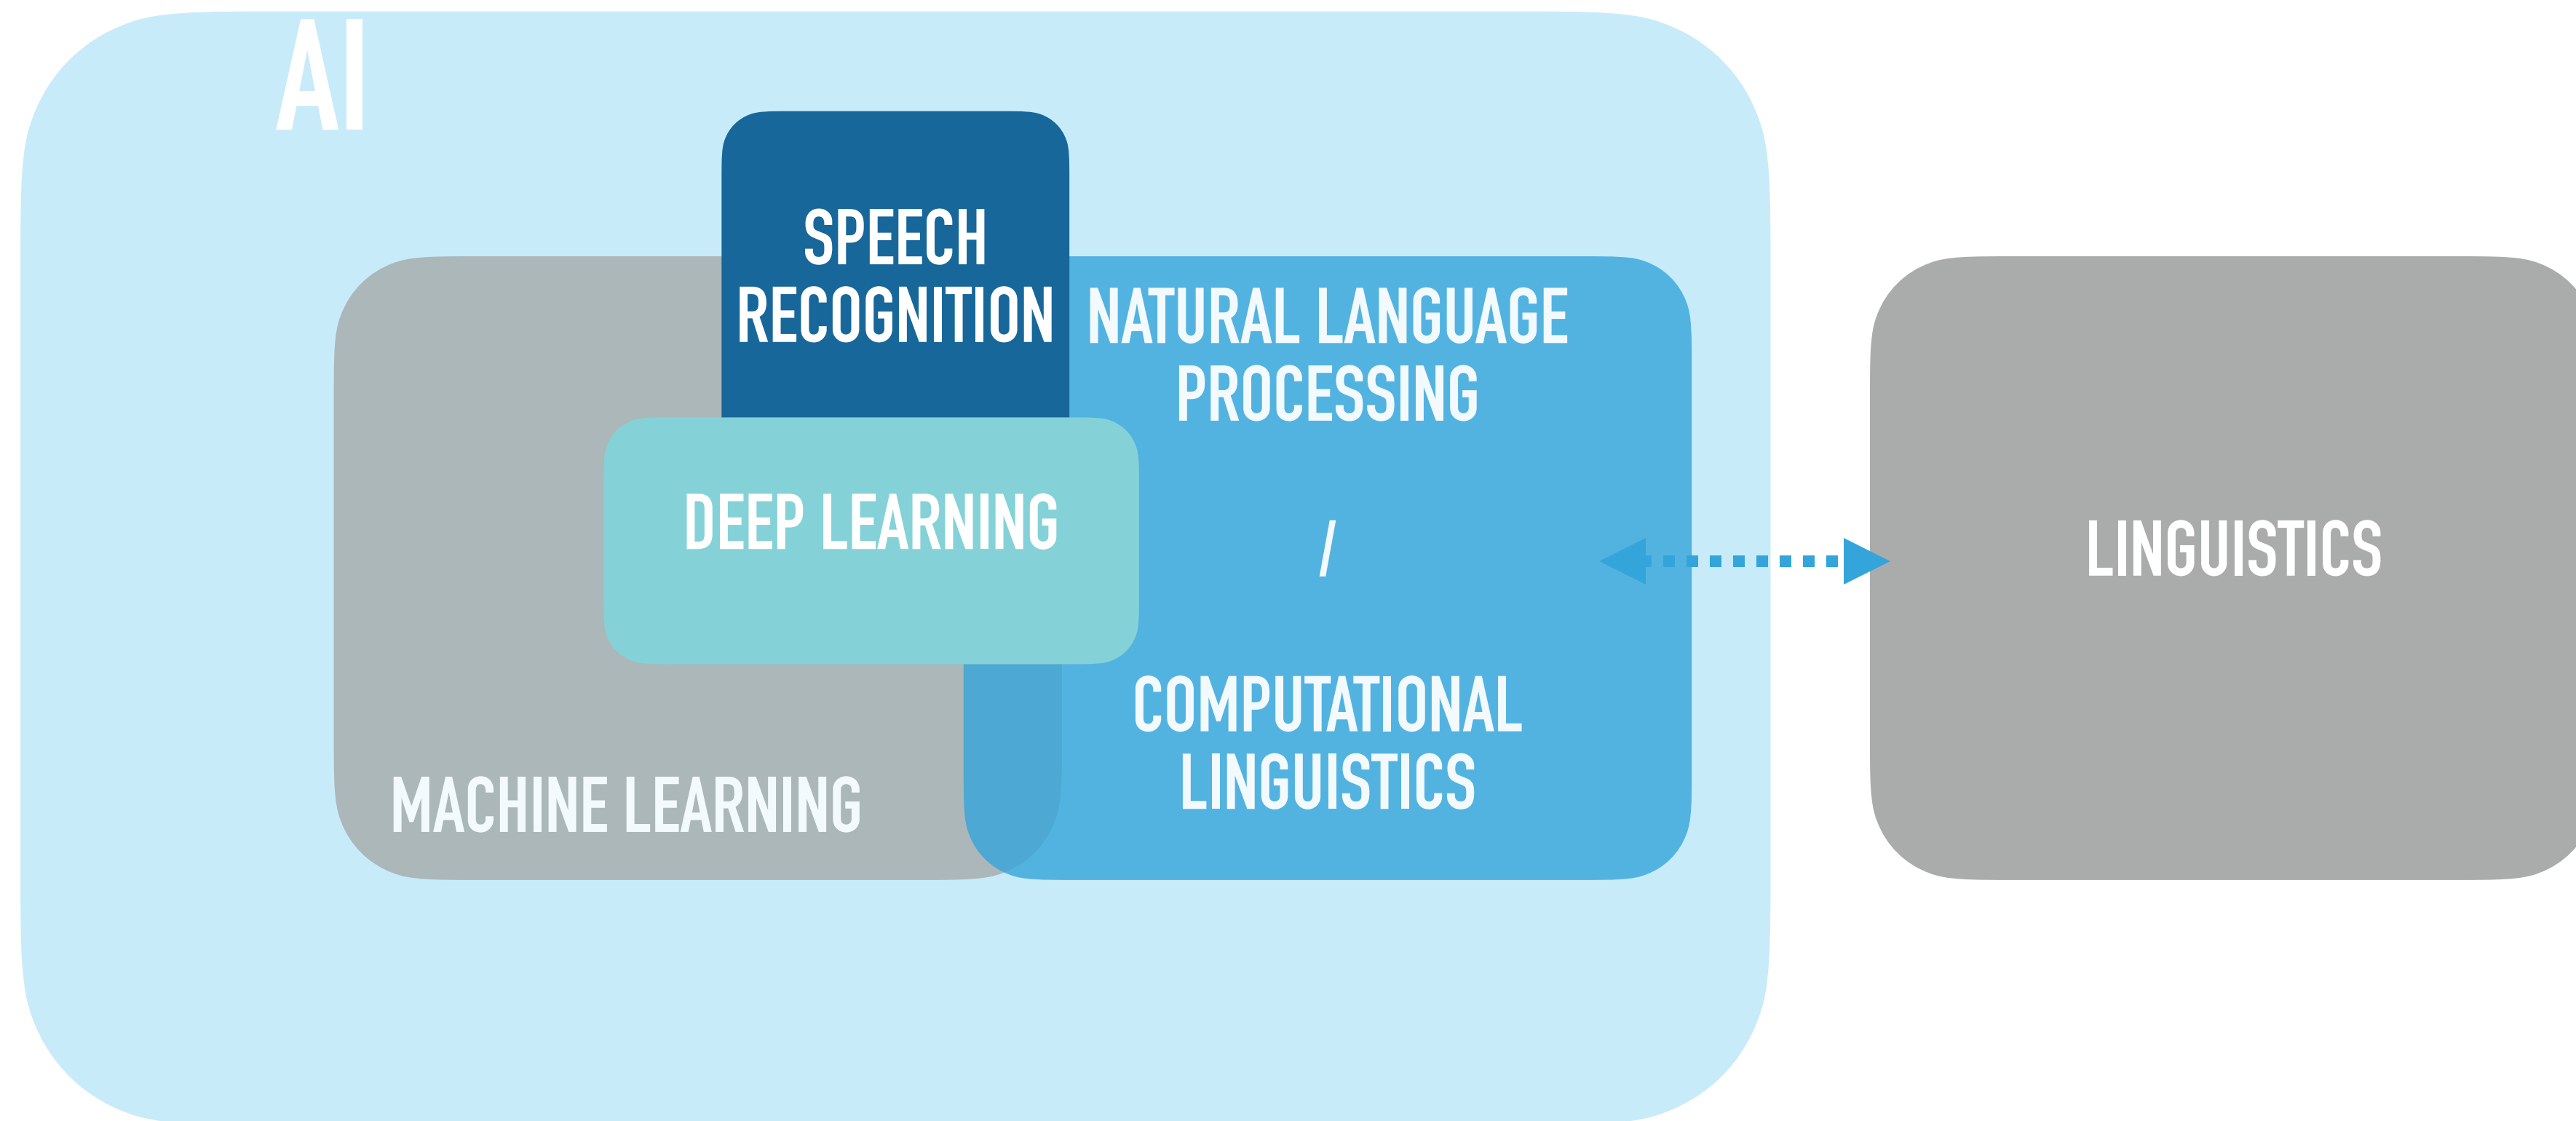 AI
SPEECH
RECOGNITION
NATURAL LANGUAGE
PROCESSING
/
COMPUTATIONAL
LINGUISTICS
DEEP LEARNING
MACHINE LEARNING
LINGUISTICS